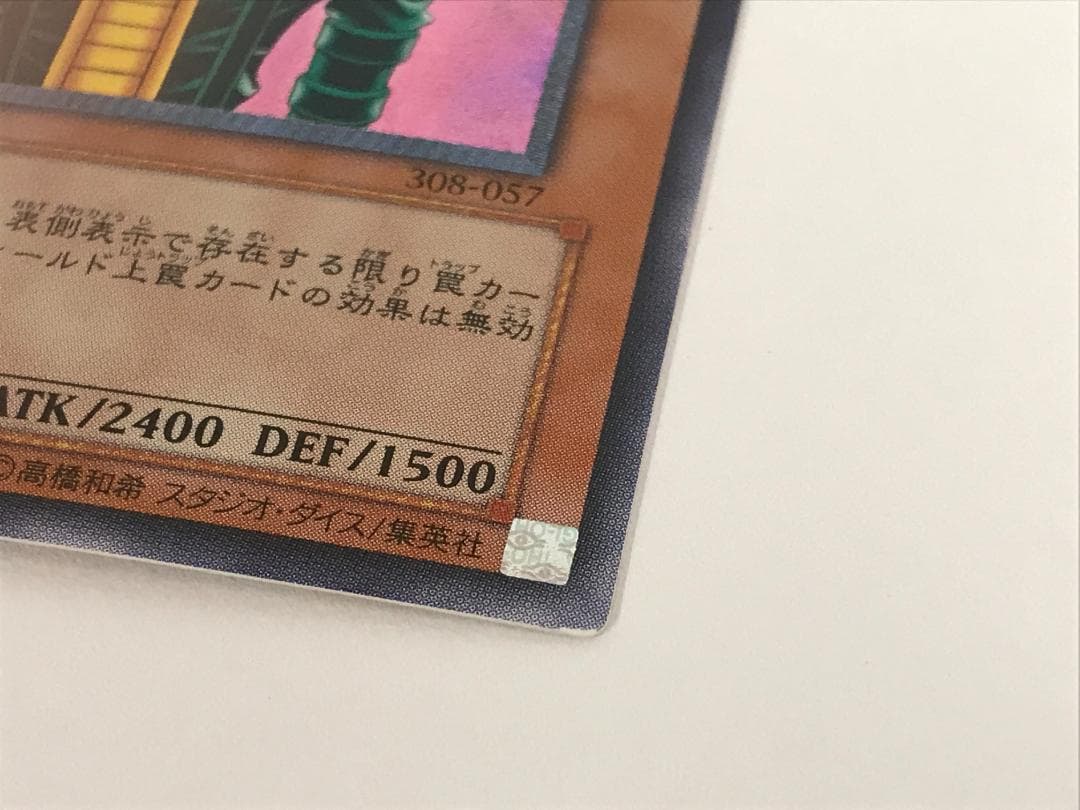 308-057
表側表示で存在する限り罠カー
ールド上罠カードの効果は無効
ATK/2400 DEF/1500
©高橋和希 スタジオ・ダイス/集英社